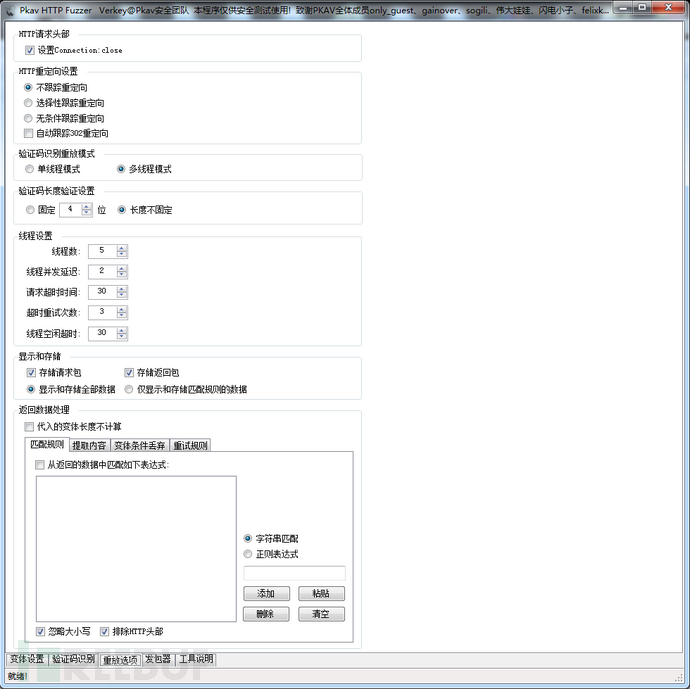 Pkav HTTP Fuzzer Verkey@Pkav安全团队 本程序仅供安全测试使用! 致谢PKAV全体成员only_guest、gainover、sogili、伟大娃娃、闪电小子、felixk...
HTTP请求头部
设置Connection:close
HTTP重定向设置
不跟踪重定向
选择性跟踪重定向
无条件跟踪重定向
自动跟踪302重定向
验证码识别重放模式
单线程模式 多线程模式
验证码长度验证设置
固定 4 位 长度不固定
线程设置
线程数: 5
线程并发延迟: 2
请求超时时间: 30
超时重试次数: 3
线程空闲超时: 30
显示和存储
存储请求包 存储返回包
显示和存储全部数据 仅显示和存储匹配规则的数据
返回数据处理
代入的变体长度不计算
匹配规则 提取内容 变体条件丢弃 重试规则
从返回的数据中匹配如下表达式:
字符串匹配
正则表达式
添加 粘贴
删除 清空
忽略大小写 排除HTTP头部
变体设置 验证码识别 重放选项 发包器 工具说明
就绪!
FREEBUF